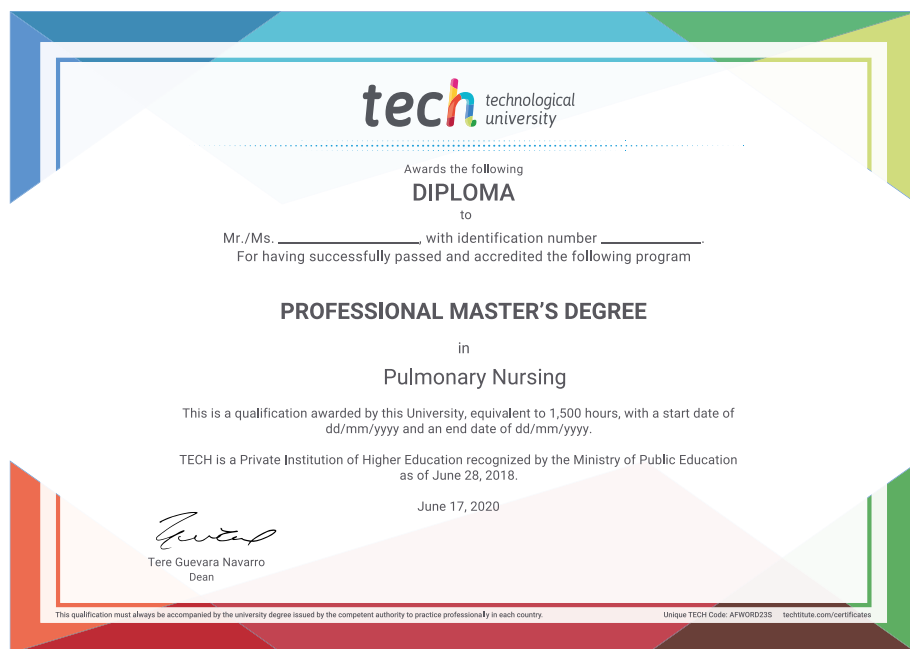 tech technological
university
Awards the following
DIPLOMA
to
Mr./Ms. ____________________, with identification number ______________.
For having successfully passed and accredited the following program
PROFESSIONAL MASTER'S DEGREE
in
Pulmonary Nursing
This is a qualification awarded by this University, equivalent to 1,500 hours, with a start date of
dd/mm/yyyy and an end date of dd/mm/yyyy.
TECH is a Private Institution of Higher Education recognized by the Ministry of Public Education
as of June 28, 2018.
June 17, 2020
Tere Guevara Navarro
Dean
This qualification must always be accompanied by the university degree issued by the competent authority to practice professionally in each country. Unique TECH Code: AFWORD23S techtitute.com/certificates